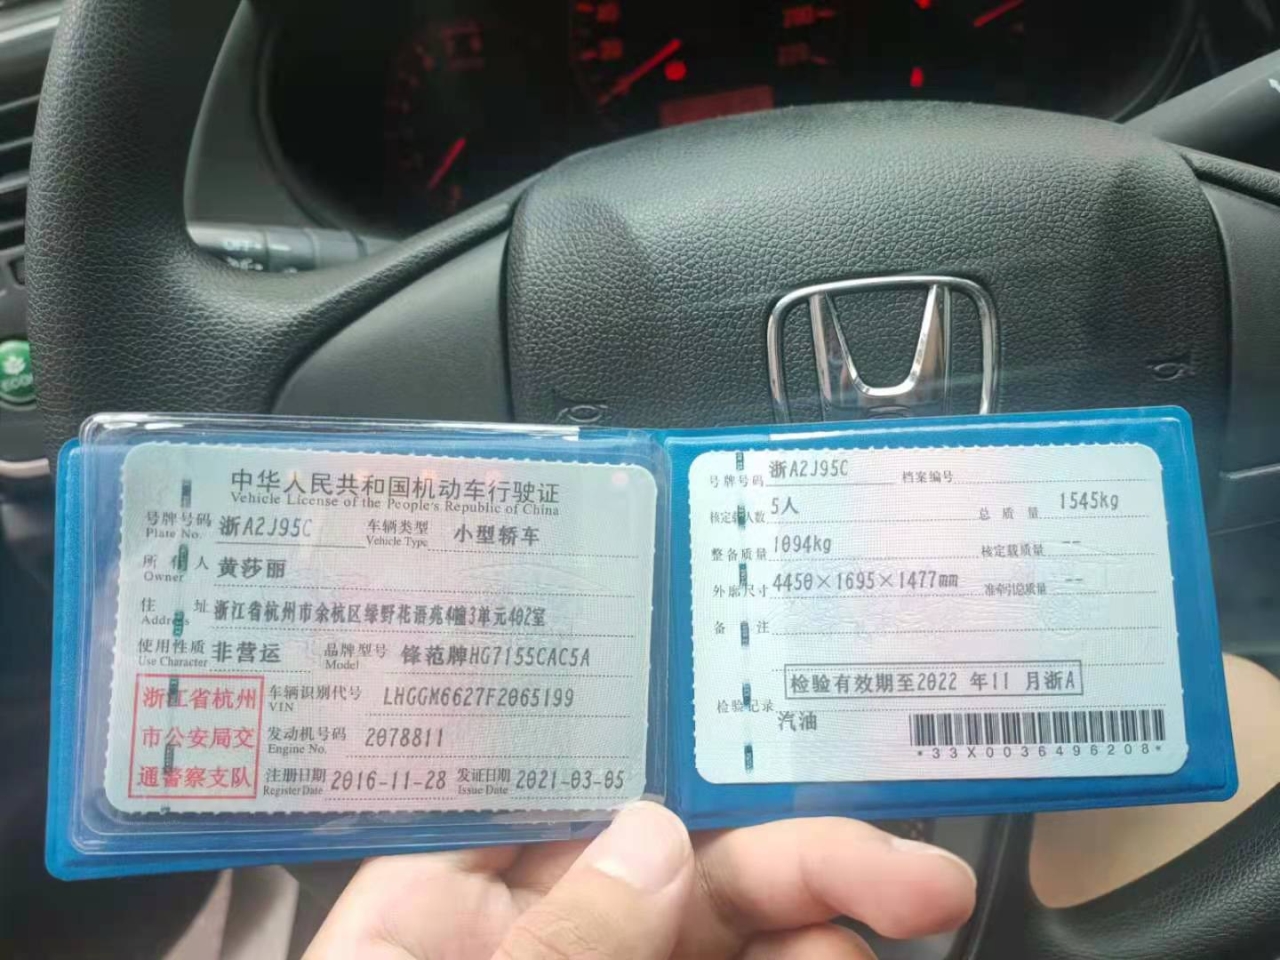 ECON
OFF
中华人民共和国机动车行驶证
Vehicle License of the People's Republic of China
号牌号码 浙A2J95C 车辆类型 小型轿车
Plate No. Vehicle Type
所有人 黄莎丽
Owner
住址 浙江省杭州市余杭区绿野花语苑4幢3单元402室
Address
使用性质 非营运 品牌型号 锋范牌HG7155CAC5A
Use Character Model
浙江省杭州
市公安局交
通警察支队
车辆识别代号 LHGGM6627F2065199
VIN
发动机号码 2078811
Engine No.
注册日期 2016-11-28 发证日期 2021-03-05
Register Date Issue Date
号牌号码 浙A2J95C 档案编号
核定载人数 5人 总质量 1545kg
整备质量 1094kg 核定载质量 --
外廓尺寸 4450×1695×1477mm 准牵引总质量 --
备注
检验有效期至2022 年11 月浙A
检验记录
汽油
*33X0036496208*